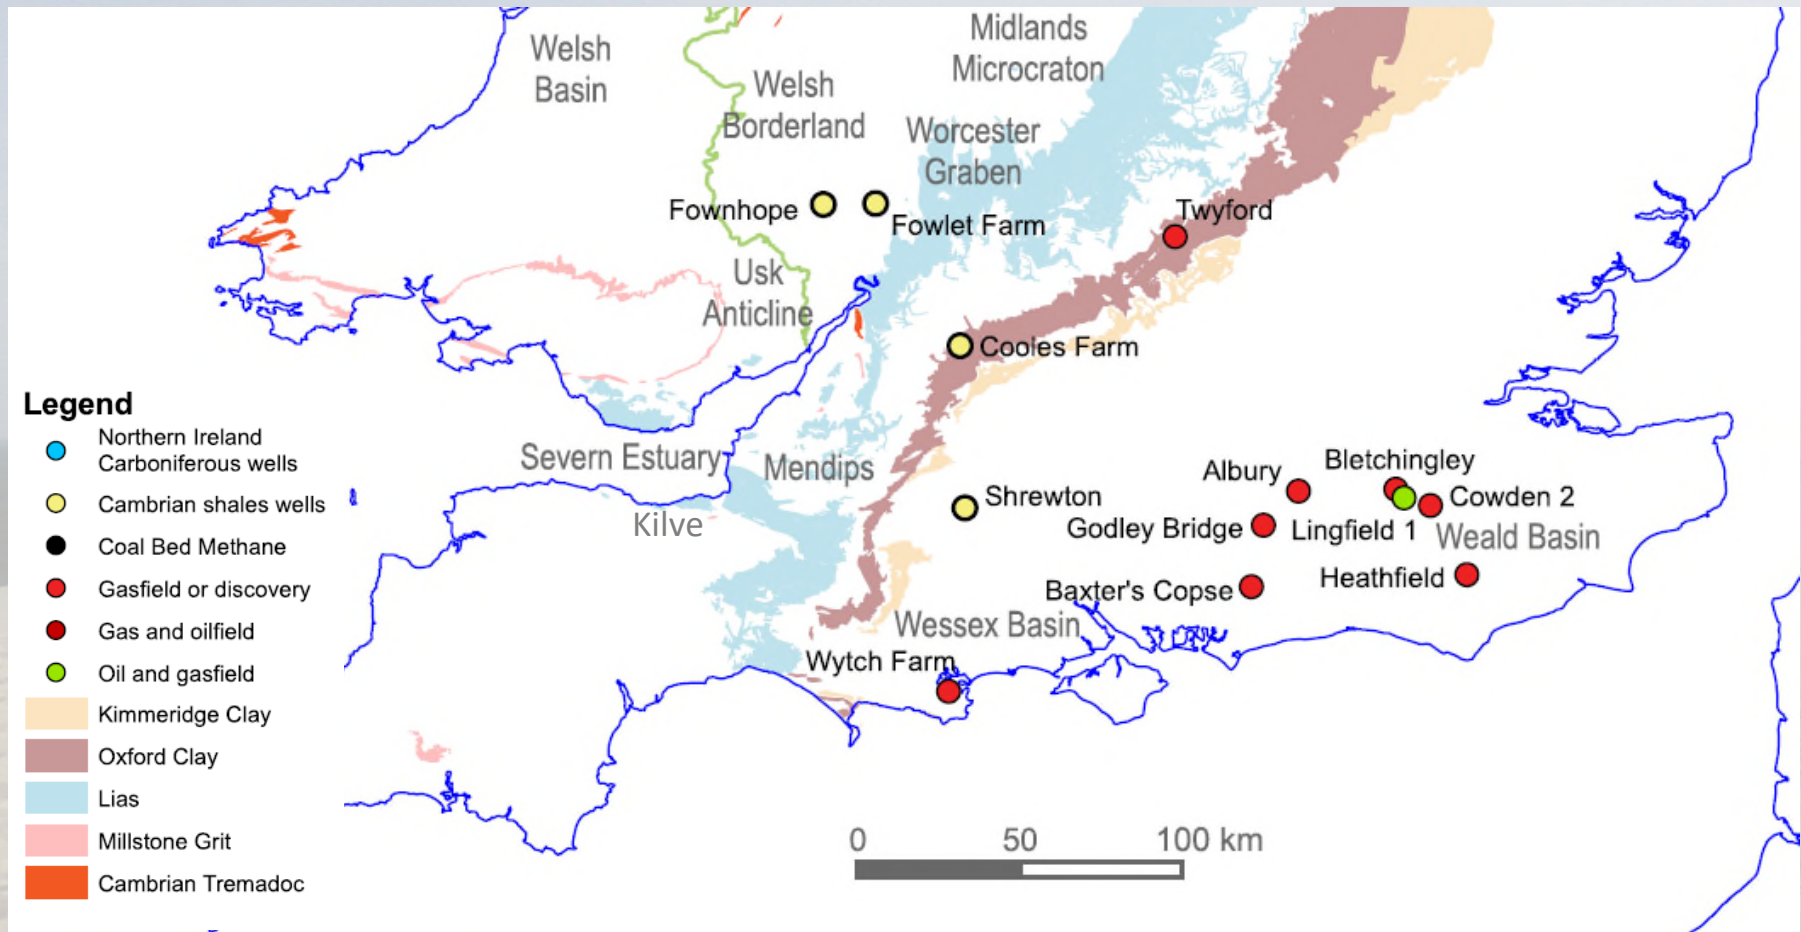 Midlands
Microcraton
Welsh
Basin
Welsh
Borderland
Worcester
Graben
Fownhope
Fowlet Farm
Twyford
Usk
Anticline
Cooles Farm
Legend
Northern Ireland
Carboniferous wells
Cambrian shales wells
Coal Bed Methane
Gasfield or discovery
Gas and oilfield
Oil and gasfield
Kimmeridge Clay
Oxford Clay
Lias
Millstone Grit
Cambrian Tremadoc
Severn Estuary
Mendips
Kilve
Shrewton
Albury
Bletchingley
Cowden 2
Godley Bridge
Lingfield 1
Weald Basin
Heathfield
Baxter's Copse
Wessex Basin
Wytch Farm
0 50 100 km